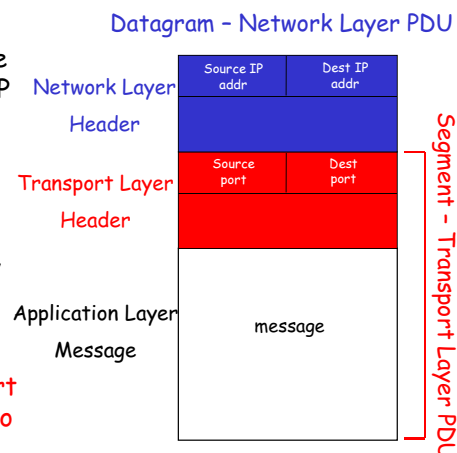 Datagram – Network Layer PDU
Network Layer
Header
Source IP
addr
Dest IP
addr
Transport Layer
Header
Source
port
Dest
port
Application Layer
Message
message
Segment – Transport Layer PDU